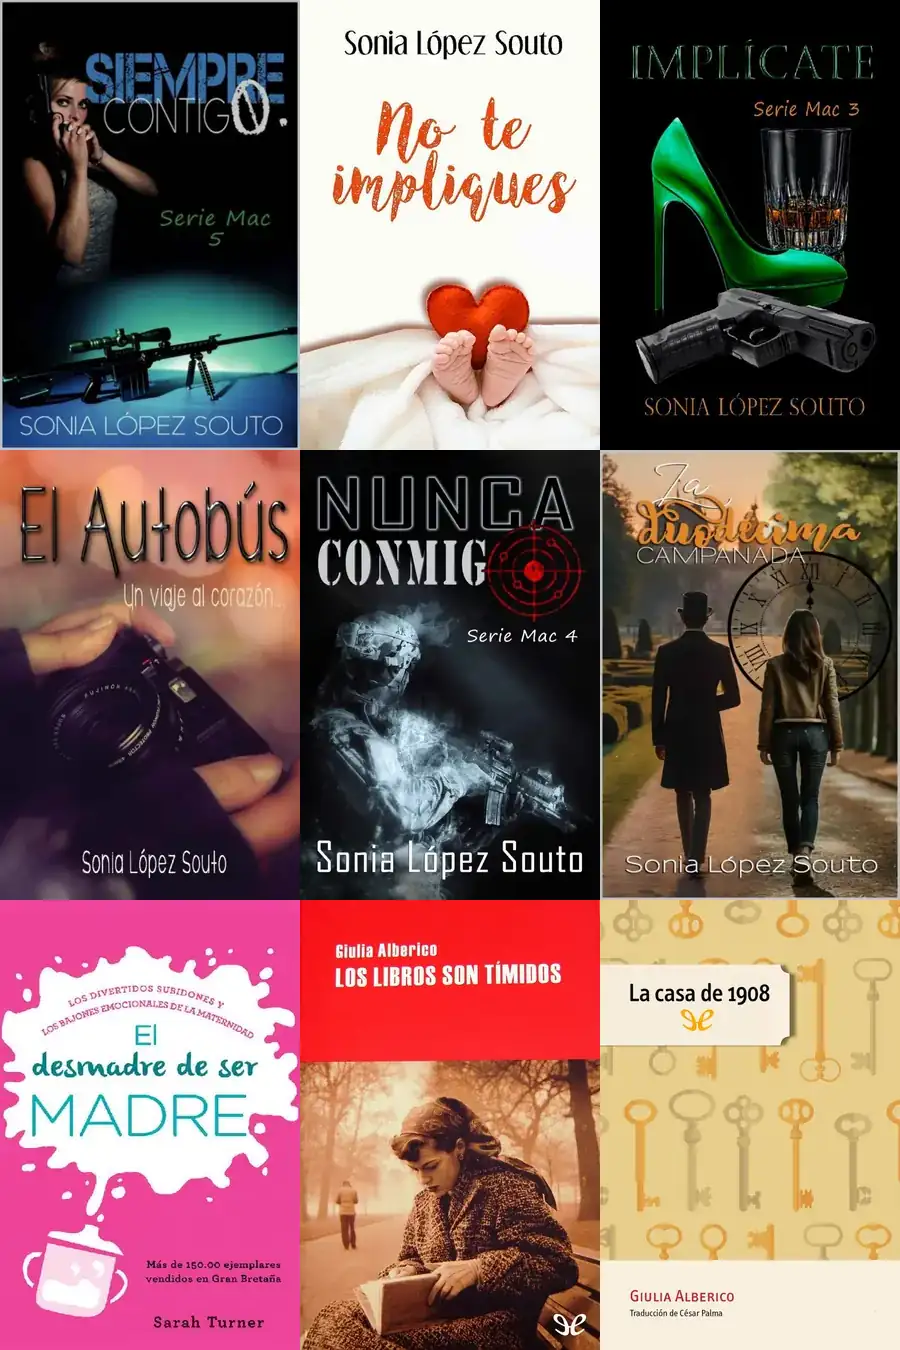 SIEMPRE
CONTIGO.
Serie Mac
5
SONIA LÓPEZ SOUTO
Sonia López Souto
No te
impliques
IMPLÍCATE
Serie Mac 3
SONIA LÓPEZ SOUTO
El Autobús
Un viaje al corazón...
Sonia López Souto
NUNCA
CONMIGO
Serie Mac 4
Sonia López Souto
La
duodécima
CAMPANADA
XII
Sonia López Souto
LOS DIVERTIDOS SUBIDONES Y
LOS BAJONES EMOCIONALES DE LA MATERNIDAD
El
desmadre de ser
MADRE
Más de 150.00 ejemplares
vendidos en Gran Bretaña
Sarah Turner
Giulia Alberico
LOS LIBROS SON TÍMIDOS
La casa de 1908
GIULIA ALBERICO
Traducción de César Palma